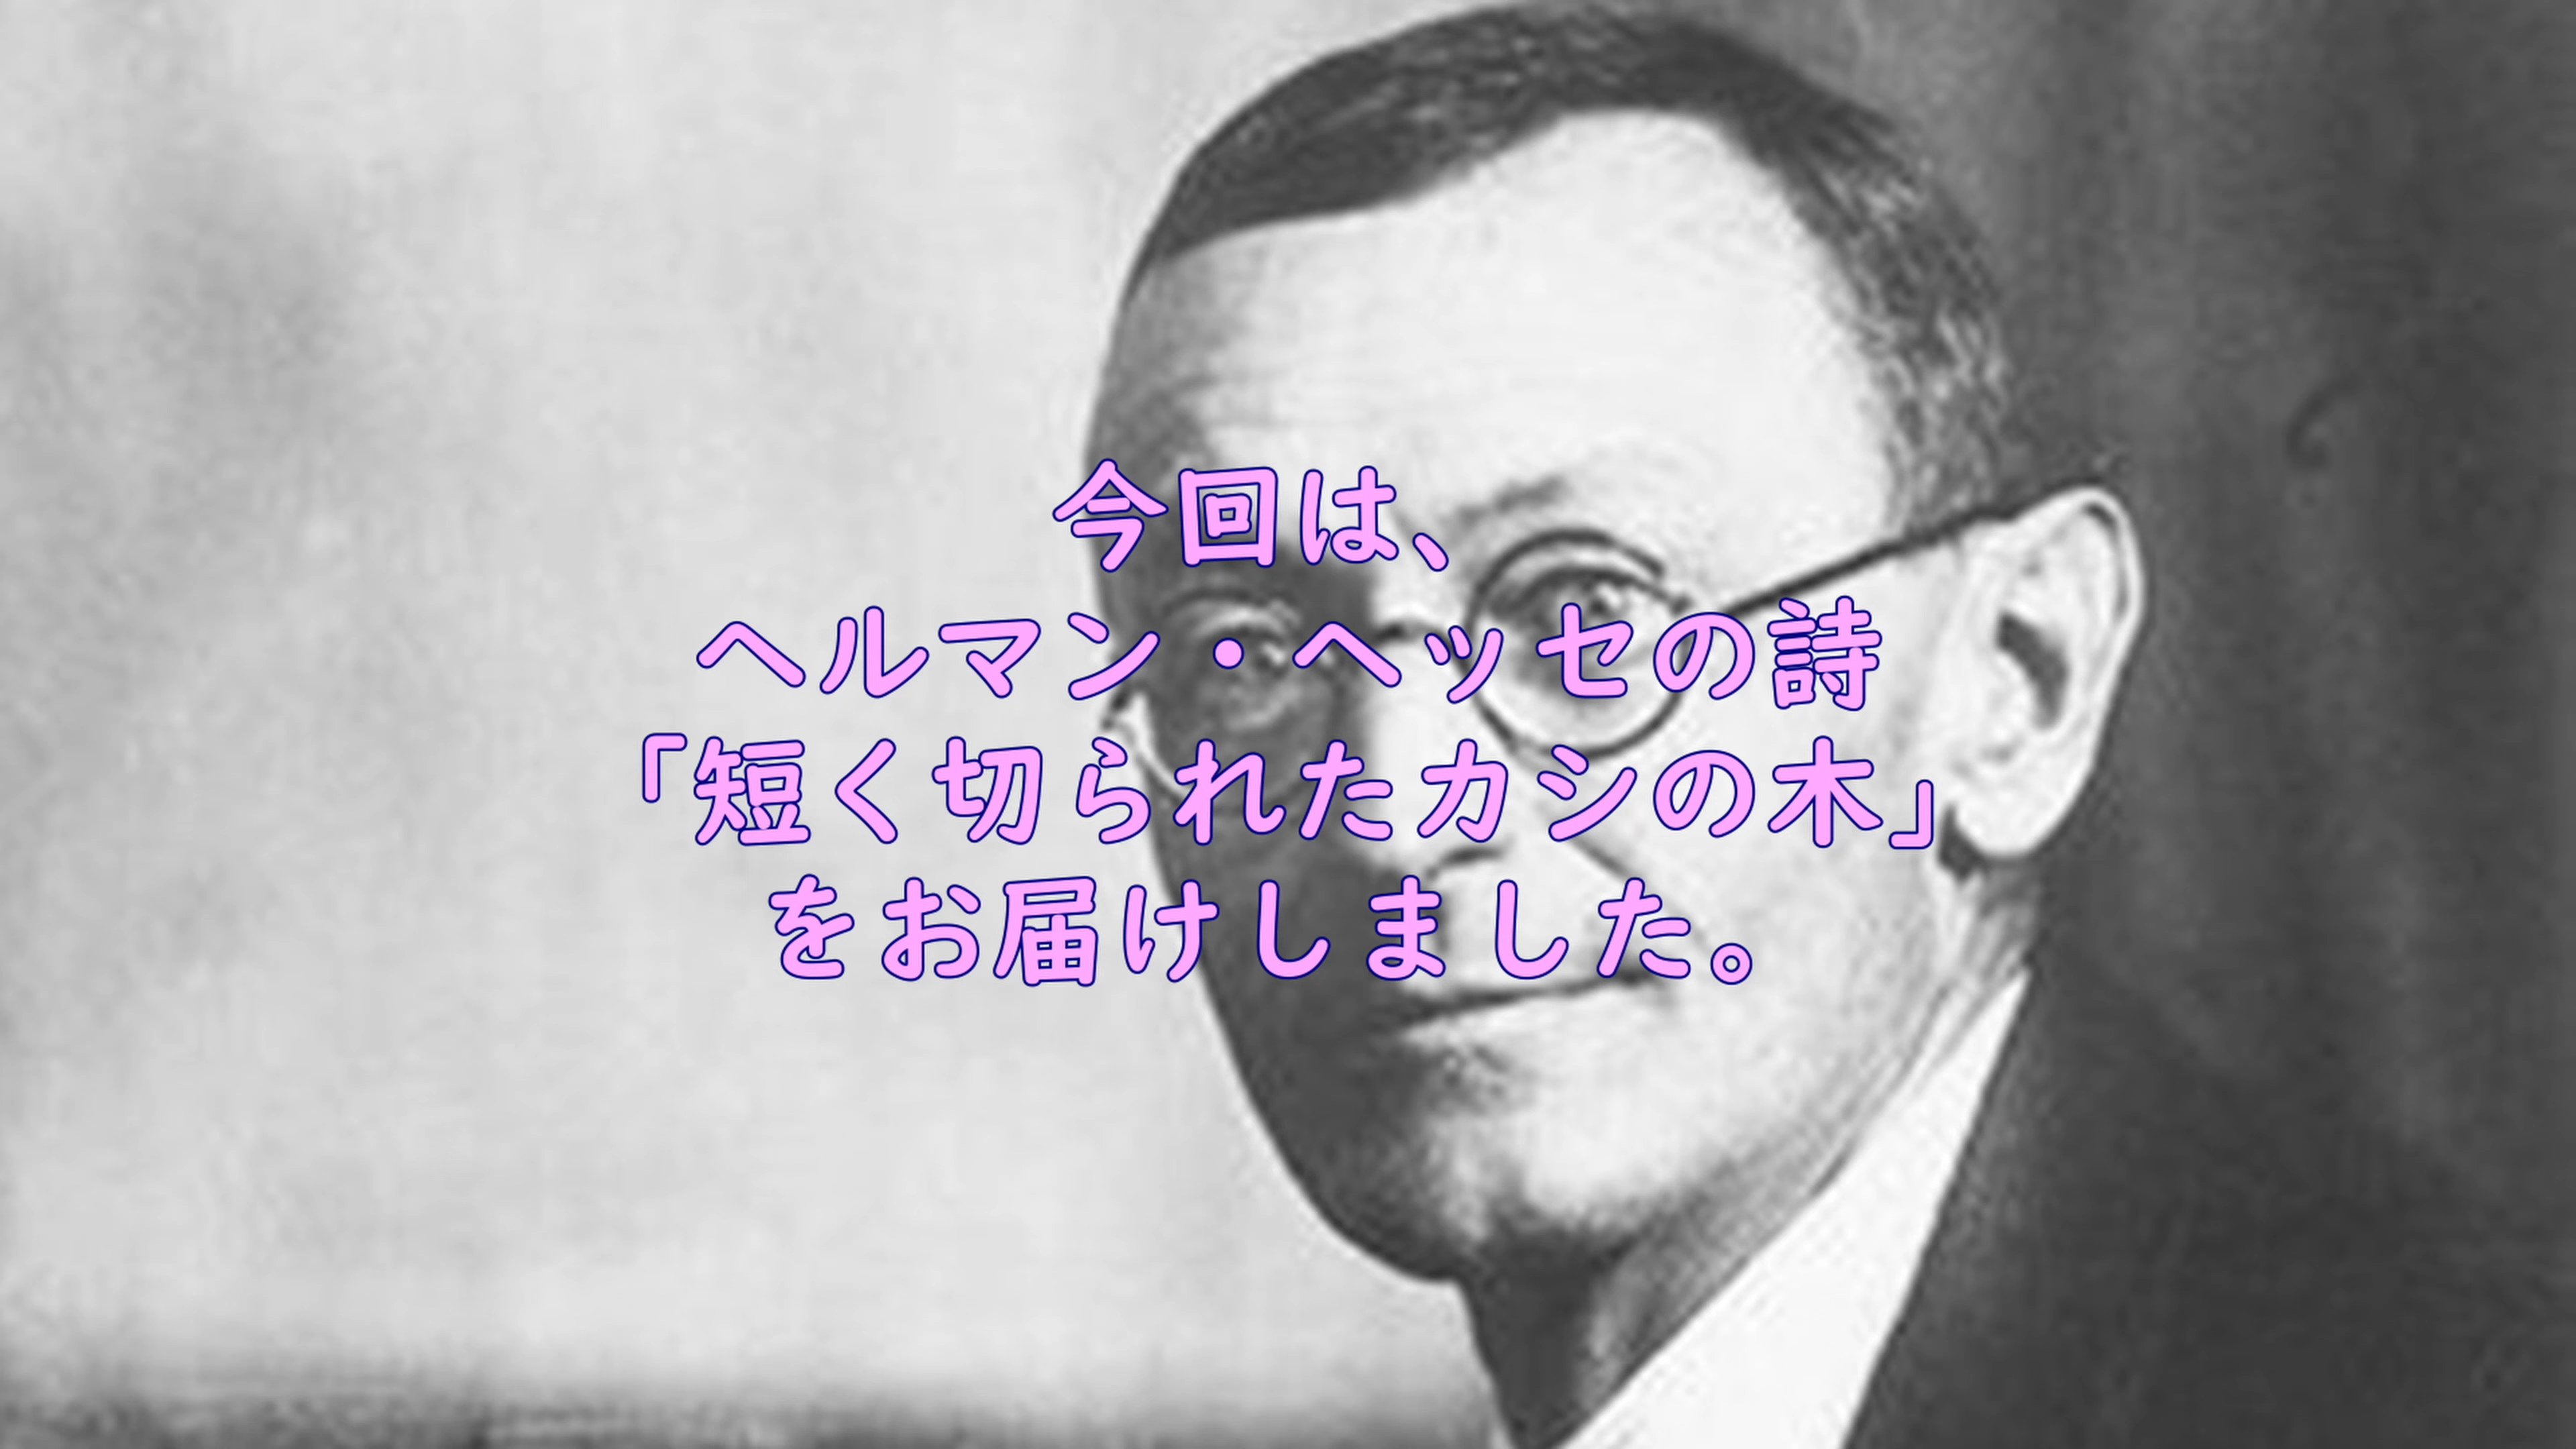 今回は、
ヘルマン・ヘッセの詩
「短く切られたカシの木」
をお届けしました。